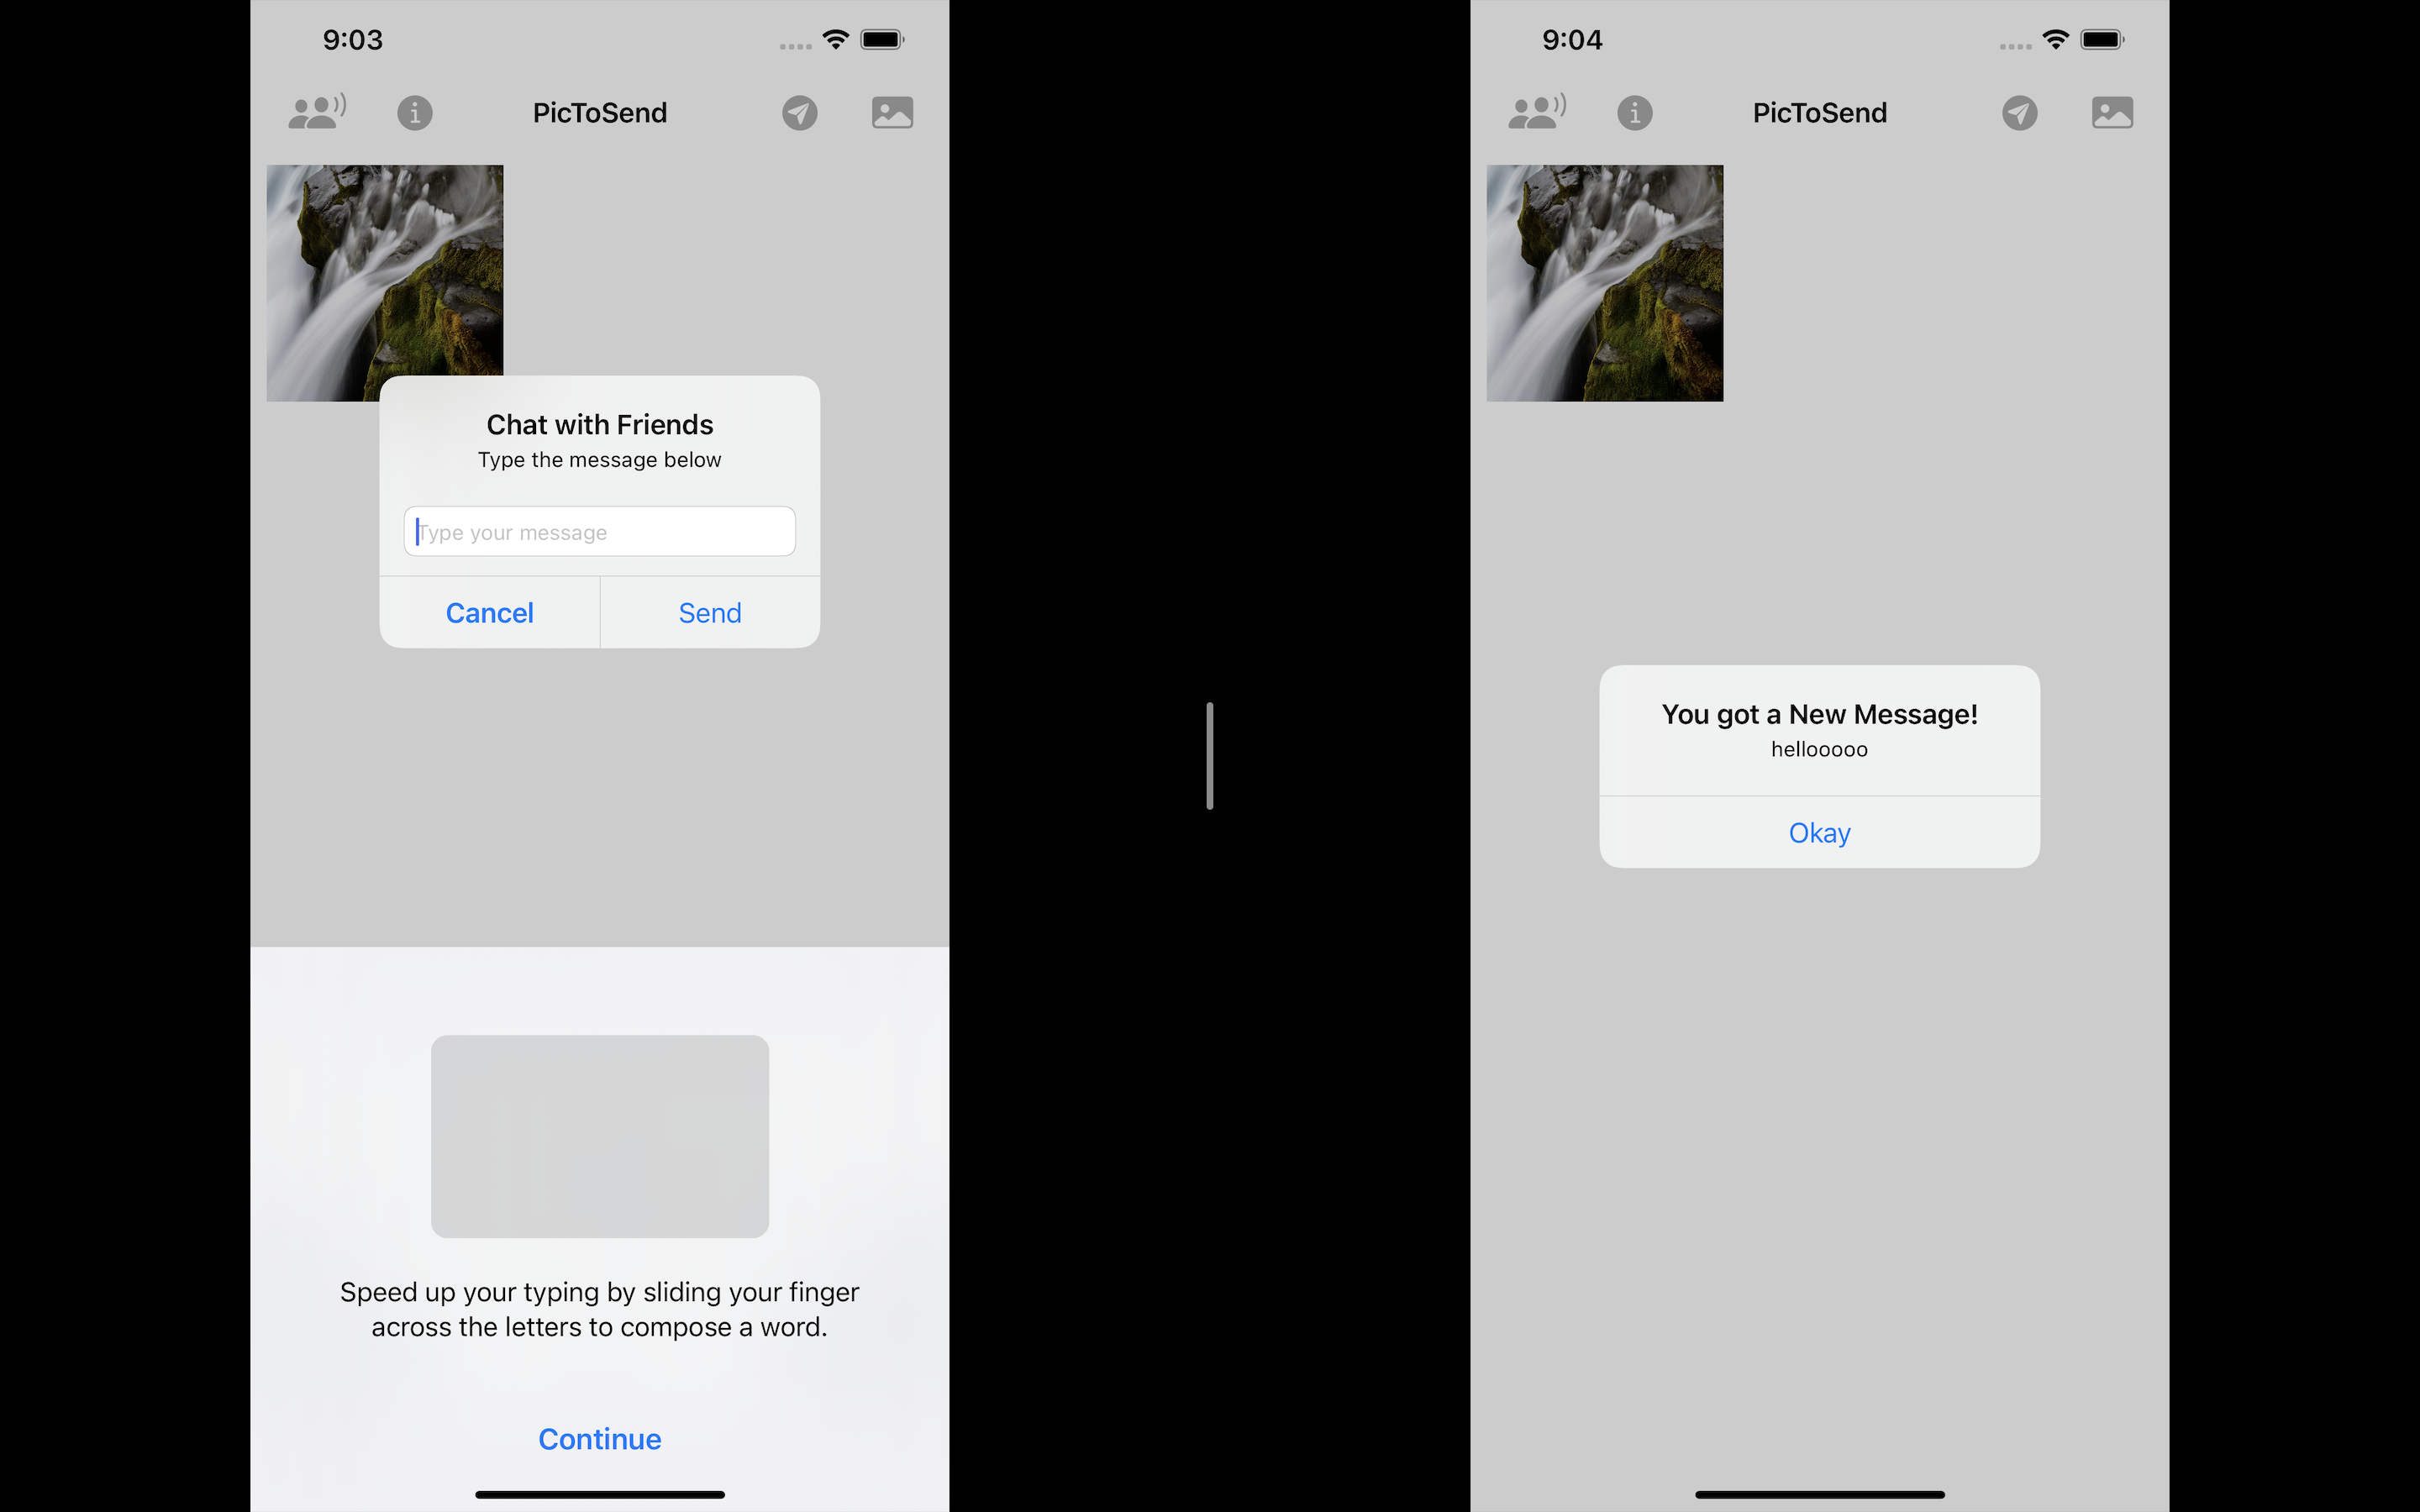 9:03
PicToSend
Chat with Friends
Type the message below
Type your message
Cancel
Send
Speed up your typing by sliding your finger
across the letters to compose a word.
Continue
9:04
PicToSend
You got a New Message!
hellooooo
Okay